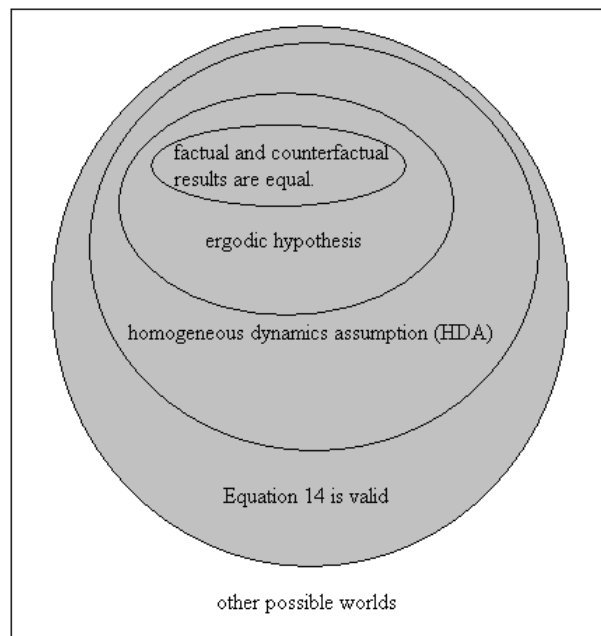 factual and counterfactual
results are equal.
ergodic hypothesis
homogeneous dynamics assumption (HDA)
Equation 14 is valid
other possible worlds